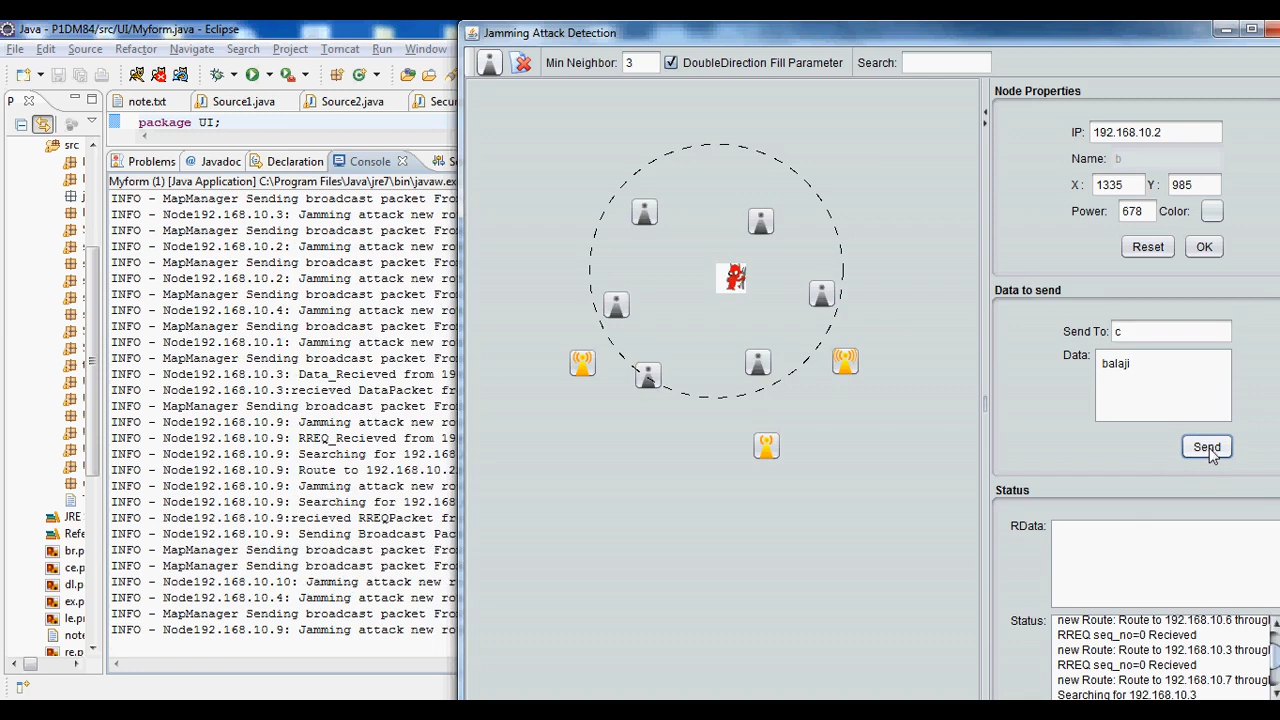 Java - P1DM84/src/UI/Myform.java - Eclipse
File Edit Source Refactor Navigate Search Project Tomcat Run Window
P
note.txt Source1.java Source2.java Secu
package UI;
src
JRE
Refe
br.p
ce.p
dl.p
ex.p
le.p
note
re.p
Problems Javadoc Declaration Console
Myform (1) [Java Application] C:\Program Files\Java\jre7\bin\javaw.ex
INFO - MapManager Sending broadcast packet Fro
INFO - Node192.168.10.3: Jamming attack new ro
INFO - MapManager Sending broadcast packet Fro
INFO - Node192.168.10.2: Jamming attack new ro
INFO - MapManager Sending broadcast packet Fro
INFO - Node192.168.10.2: Jamming attack new ro
INFO - MapManager Sending broadcast packet Fro
INFO - Node192.168.10.4: Jamming attack new ro
INFO - MapManager Sending broadcast packet Fro
INFO - Node192.168.10.1: Jamming attack new ro
INFO - MapManager Sending broadcast packet Fro
INFO - Node192.168.10.3: Data_Recieved from 19
INFO - Node192.168.10.3:recieved DataPacket fr
INFO - MapManager Sending broadcast packet Fro
INFO - Node192.168.10.9: Jamming attack new ro
INFO - Node192.168.10.9: RREQ_Recieved from 19
INFO - Node192.168.10.9: Searching for 192.168
INFO - Node192.168.10.9: Route to 192.168.10.2
INFO - Node192.168.10.9: Jamming attack new ro
INFO - Node192.168.10.9: Searching for 192.168
INFO - Node192.168.10.9:recieved RREQPacket fr
INFO - Node192.168.10.9: Sending Broadcast Pac
INFO - MapManager Sending broadcast packet Fro
INFO - MapManager Sending broadcast packet Fro
INFO - Node192.168.10.10: Jamming attack new r
INFO - MapManager Sending broadcast packet Fro
INFO - Node192.168.10.4: Jamming attack new ro
INFO - MapManager Sending broadcast packet Fro
INFO - Node192.168.10.9: Jamming attack new ro
Jamming Attack Detection
Min Neighbor: 3 DoubleDirection Fill Parameter Search:
Node Properties
IP: 192.168.10.2
Name: b
X : 1335 Y : 985
Power: 678 Color:
Reset OK
Data to send
Send To: c
Data: balaji
Send
Status
RData:
Status:
new Route: Route to 192.168.10.6 throug
RREQ seq_no=0 Recieved
new Route: Route to 192.168.10.3 throug
RREQ seq_no=0 Recieved
new Route: Route to 192.168.10.7 throug
Searching for 192.168.10.3